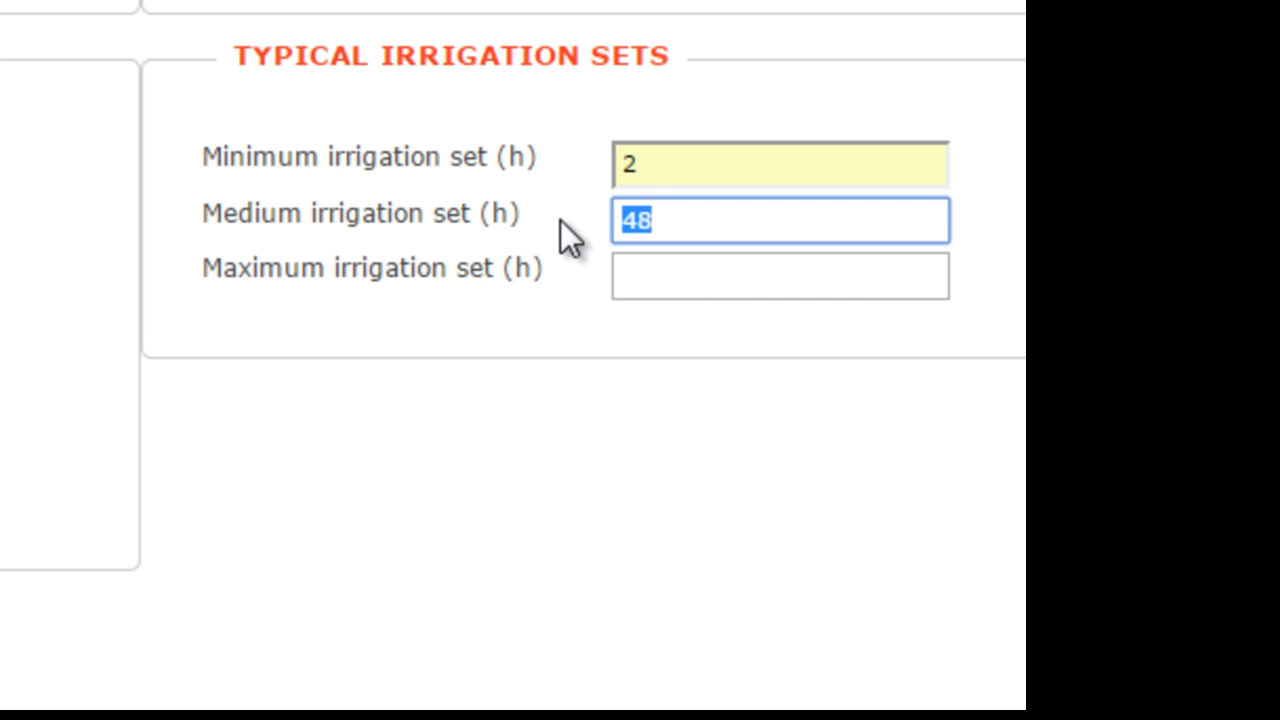 TYPICAL IRRIGATION SETS
Minimum irrigation set (h) 2
Medium irrigation set (h) 48
Maximum irrigation set (h)